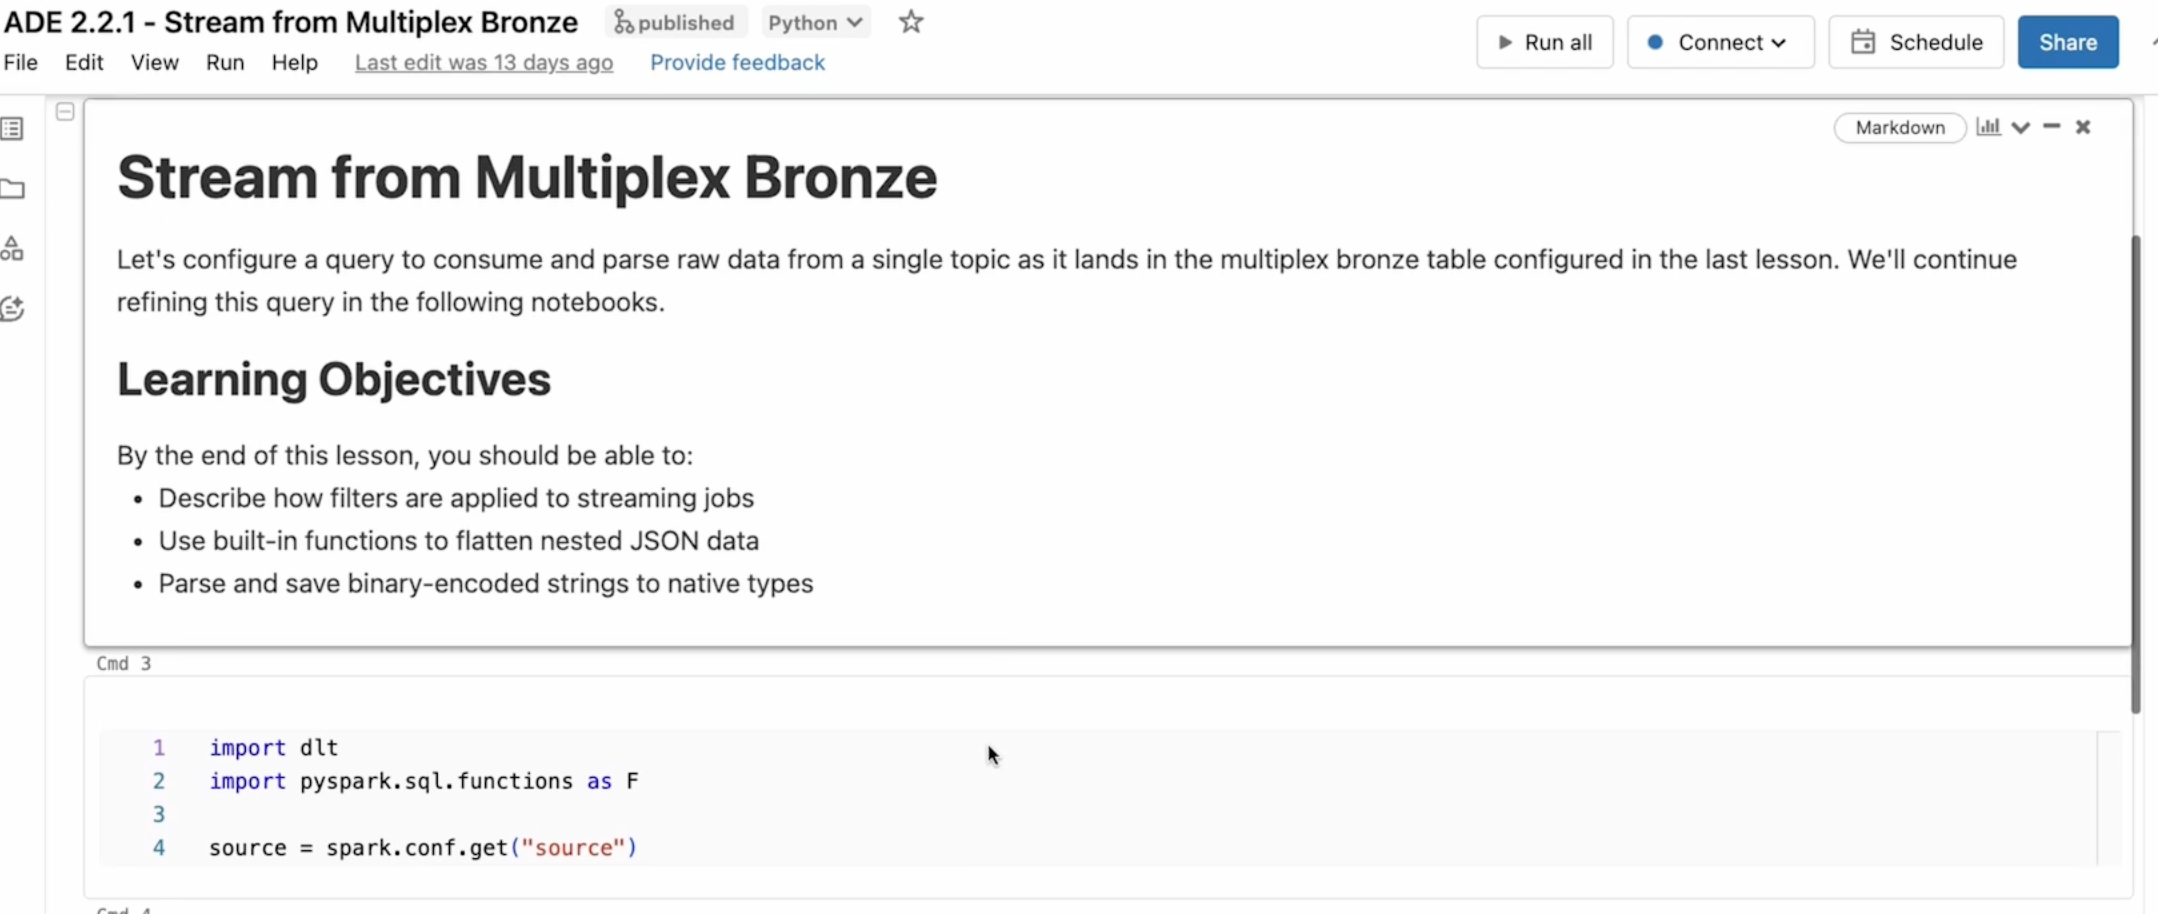 ADE 2.2.1 - Stream from Multiplex Bronze published Python
Run all Connect Schedule Share
File Edit View Run Help Last edit was 13 days ago Provide feedback
Markdown
Stream from Multiplex Bronze
Let's configure a query to consume and parse raw data from a single topic as it lands in the multiplex bronze table configured in the last lesson. We'll continue
refining this query in the following notebooks.
Learning Objectives
By the end of this lesson, you should be able to:
• Describe how filters are applied to streaming jobs
• Use built-in functions to flatten nested JSON data
• Parse and save binary-encoded strings to native types
Cmd 3
1 import dlt
2 import pyspark.sql.functions as F
3
4 source = spark.conf.get("source")
Cmd 4